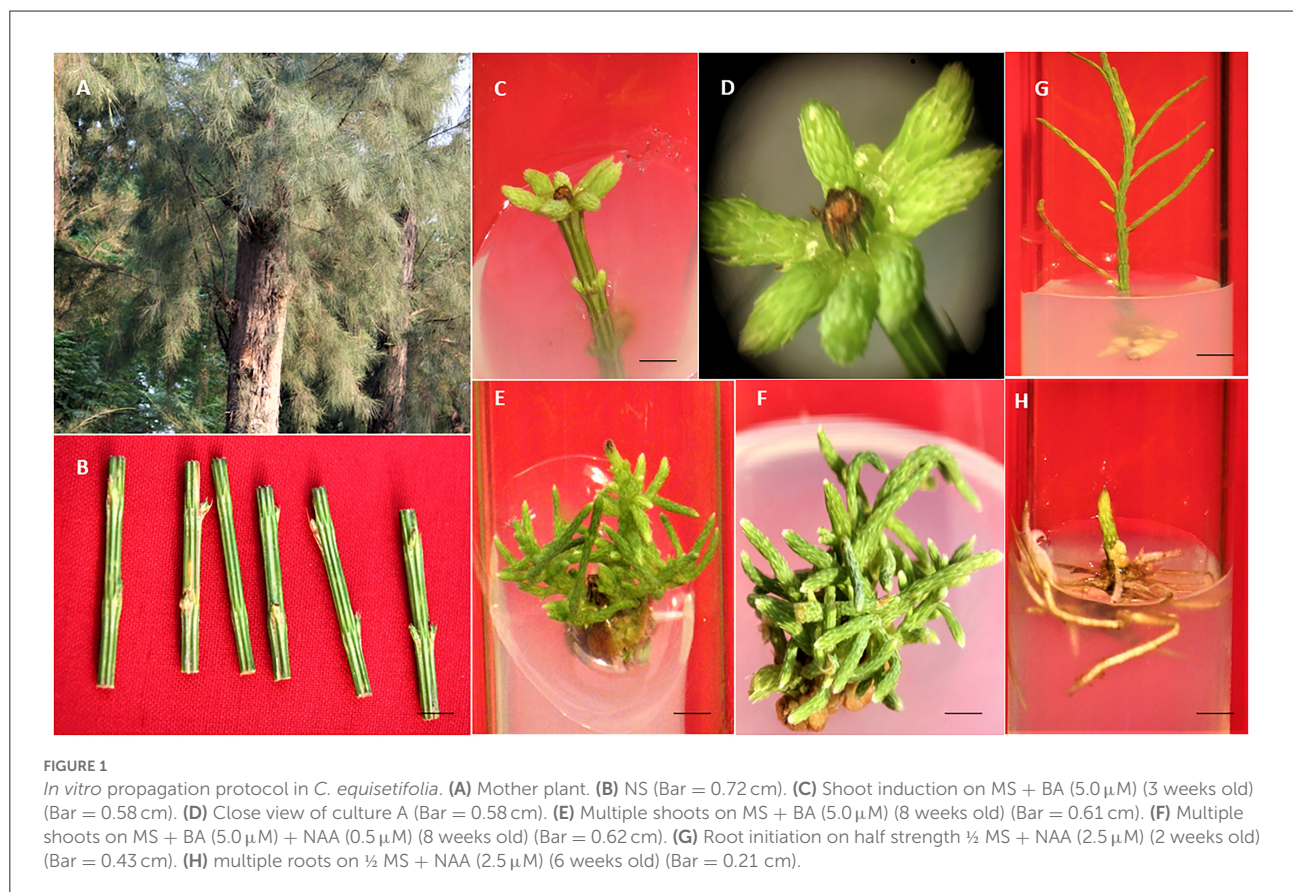 A
B
C
D
E
F
G
H
FIGURE 1
In vitro propagation protocol in C. equisetifolia. (A) Mother plant. (B) NS (Bar = 0.72 cm). (C) Shoot induction on MS + BA (5.0 μM) (3 weeks old)
(Bar = 0.58 cm). (D) Close view of culture A (Bar = 0.58 cm). (E) Multiple shoots on MS + BA (5.0 μM) (8 weeks old) (Bar = 0.61 cm). (F) Multiple
shoots on MS + BA (5.0 μM) + NAA (0.5 μM) (8 weeks old) (Bar = 0.62 cm). (G) Root initiation on half strength ½ MS + NAA (2.5 μM) (2 weeks old)
(Bar = 0.43 cm). (H) multiple roots on ½ MS + NAA (2.5 μM) (6 weeks old) (Bar = 0.21 cm).